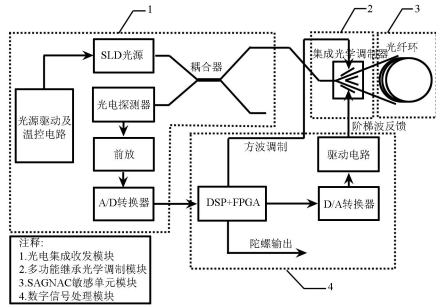 1
2
3
SLD光源
耦合器
集成光学调制器
光纤环
光源驱动及
温控电路
光电探测器
阶梯波反馈
前放
方波调制
驱动电路
A/D转换器
DSP+FPGA
D/A转换器
陀螺输出
注释:
1.光电集成收发模块
2.多功能继承光学调制模块
3.SAGNAC敏感单元模块
4.数字信号处理模块
4